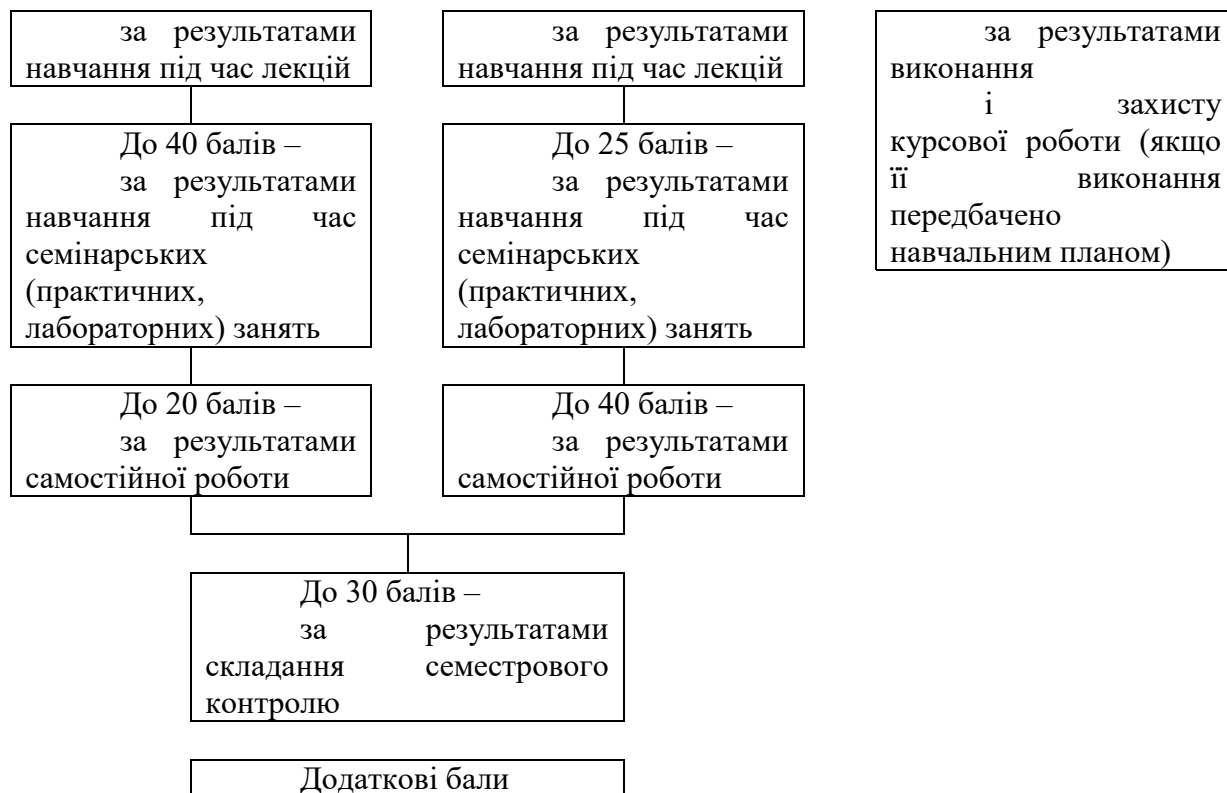 за результатами
навчання під час лекцій
за результатами
навчання під час лекцій
за результатами
виконання
і захисту
курсової роботи (якщо
її виконання
передбачено
навчальним планом)
До 40 балів –
за результатами
навчання під час
семінарських
(практичних,
лабораторних) занять
До 25 балів –
за результатами
навчання під час
семінарських
(практичних,
лабораторних) занять
До 20 балів –
за результатами
самостійної роботи
До 40 балів –
за результатами
самостійної роботи
До 30 балів –
за результатами
складання семестрового
контролю
Додаткові бали